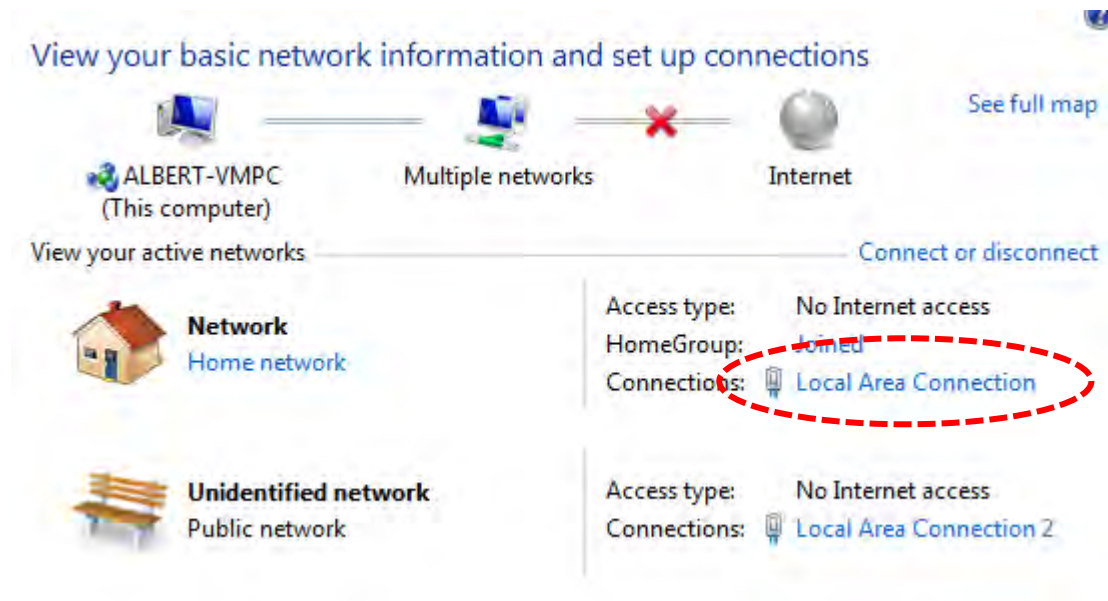 View your basic network information and set up connections
See full map
ALBERT-VMPC
(This computer)
Multiple networks
Internet
View your active networks
Connect or disconnect
Network
Home network
Access type: No Internet access
HomeGroup: Joined
Connections: Local Area Connection
Unidentified network
Public network
Access type: No Internet access
Connections: Local Area Connection 2